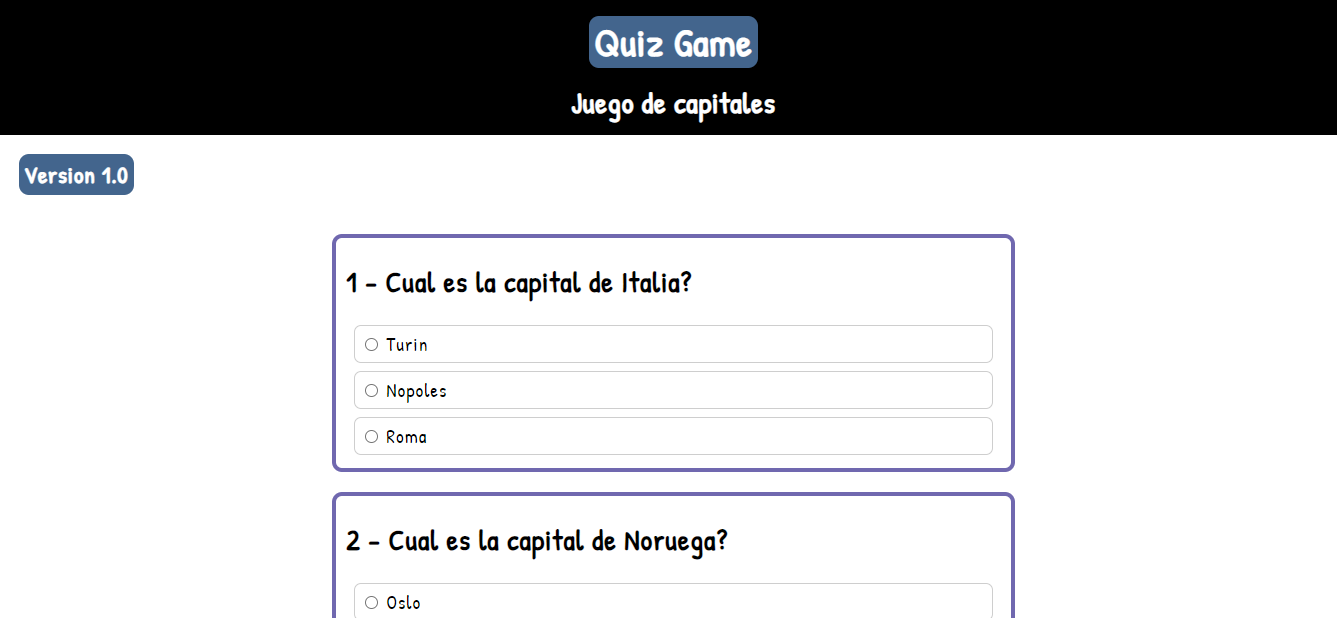 Quiz Game
Juego de capitales
Version 1.0
1 - Cual es la capital de Italia?
Turin
Nopoles
Roma
2 - Cual es la capital de Noruega?
Oslo